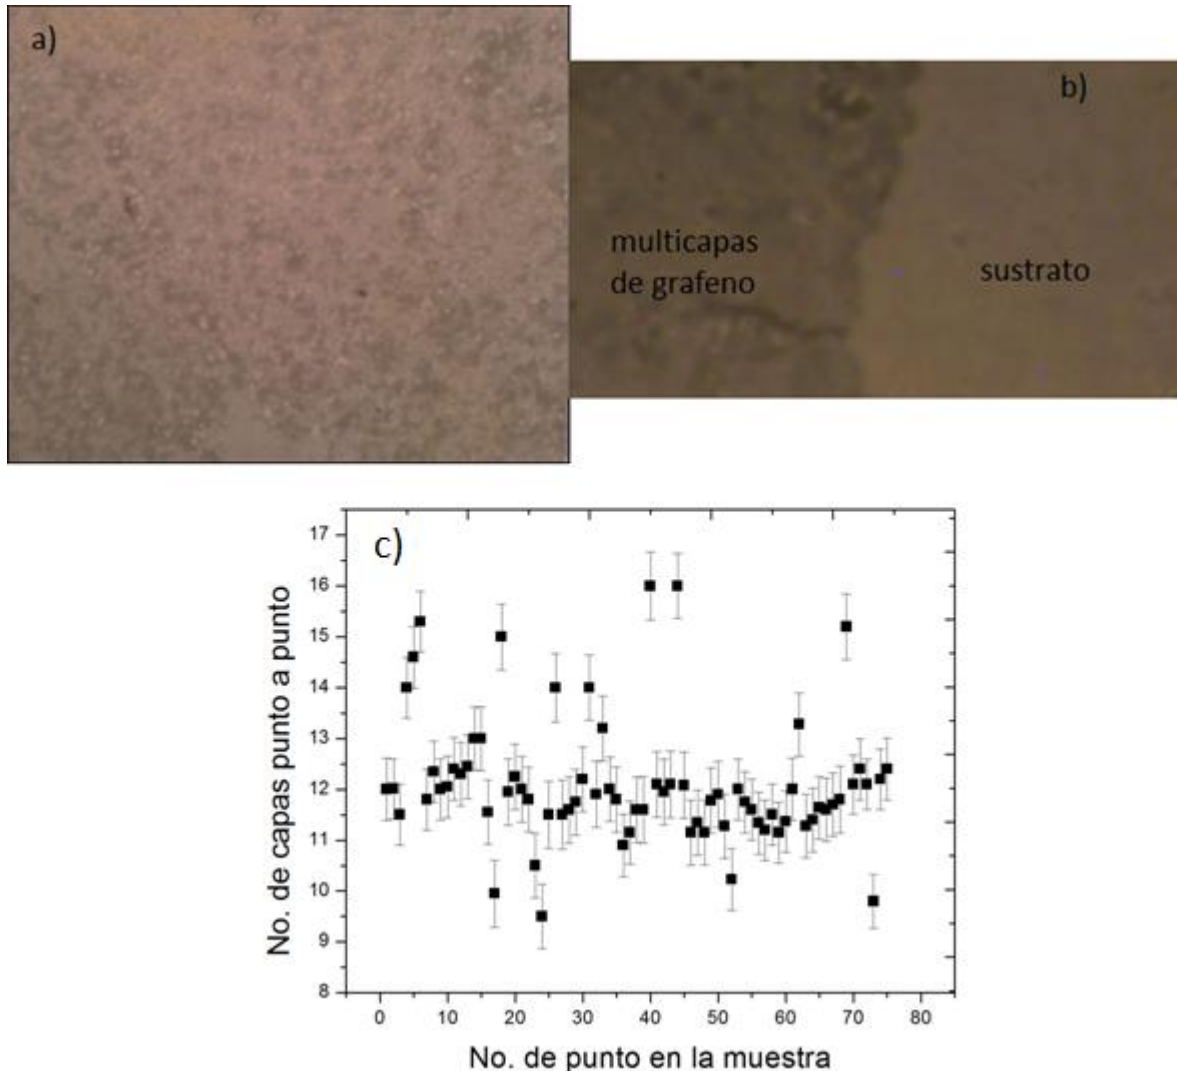 a)
b)
multicapas
de grafeno
sustrato
c)
No. de capas punto a punto
17
16
15
14
13
12
11
10
9
8
0 10 20 30 40 50 60 70 80
No. de punto en la muestra